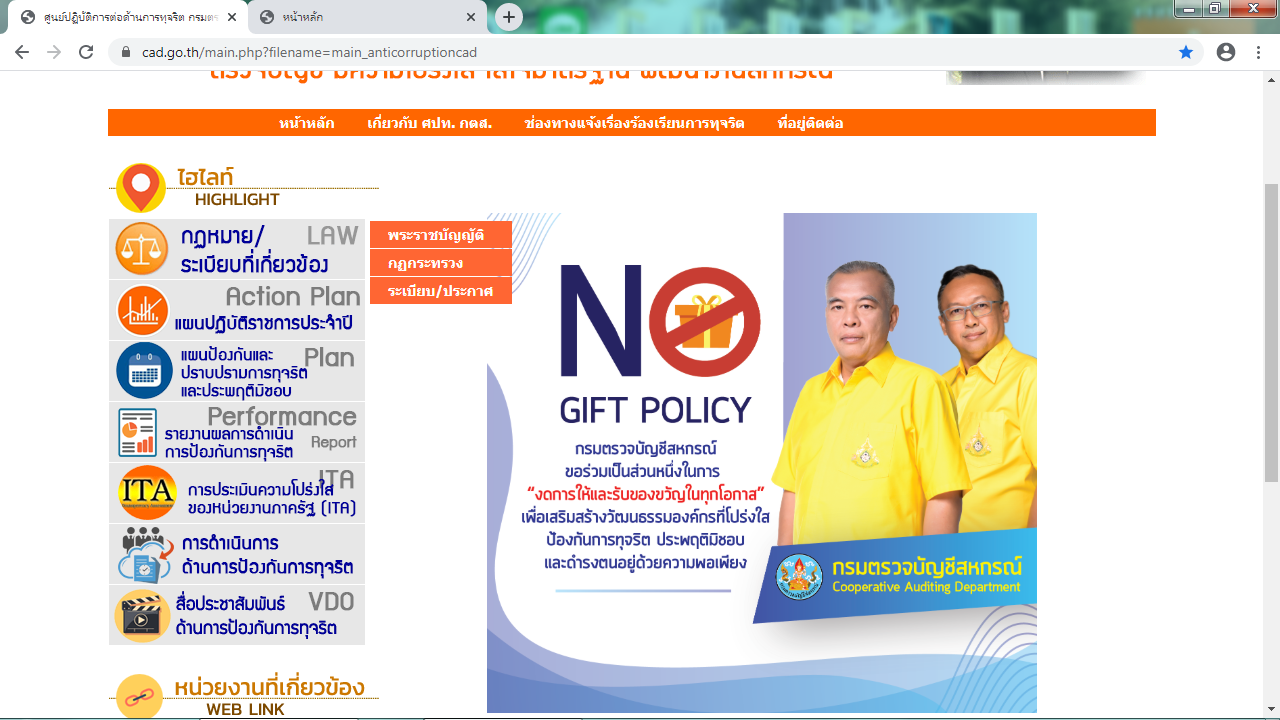 ศูนย์ปฏิบัติการต่อต้านการทุจริต กรมตร
หน้าหลัก
cad.go.th/main.php?filename=main_anticorruptioncad
หน้าหลัก
เกี่ยวกับ ศปท. กตส.
ช่องทางแจ้งเรื่องร้องเรียนการทุจริต
ที่อยู่ติดต่อ
ไฮไลท์
HIGHLIGHT
กฎหมาย/ LAW
ระเบียบที่เกี่ยวข้อง
พระราชบัญญัติ
กฎกระทรวง
ระเบียบ/ประกาศ
Action Plan
แผนปฏิบัติราชการประจำปี
แผนป้องกันและ Plan
ปราบปรามการทุจริต
และประพฤติมิชอบ
Performance
รายงานผลการดำเนิน Report
การป้องกันการทุจริต
ITA
ITA
การประเมินความโปร่งใส
ของหน่วยงานภาครัฐ (ITA)
การดำเนินการ
ด้านการป้องกันการทุจริต
สื่อประชาสัมพันธ์ VDO
ด้านการป้องกันการทุจริต
หน่วยงานที่เกี่ยวข้อง
WEB LINK
NO
GIFT POLICY
กรมตรวจบัญชีสหกรณ์
ขอร่วมเป็นส่วนหนึ่งในการ
“งดการให้และรับของขวัญในทุกโอกาส”
เพื่อเสริมสร้างวัฒนธรรมองค์กรที่โปร่งใส
ป้องกันการทุจริต ประพฤติมิชอบ
และดำรงตนอยู่ด้วยความพอเพียง
กรมตรวจบัญชีสหกรณ์
Cooperative Auditing Department